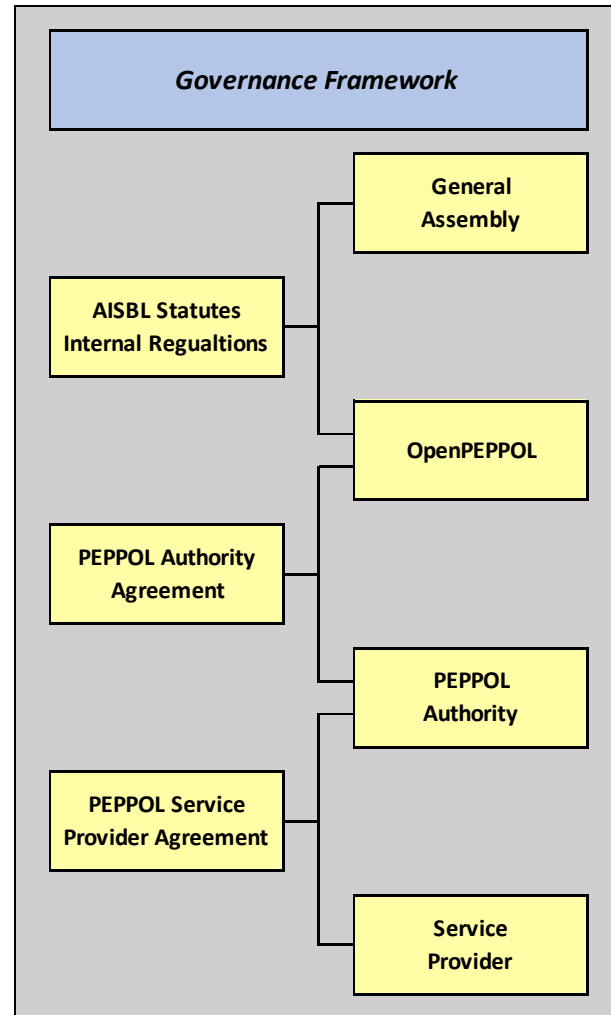 Governance Framework
General
Assembly
AISBL Statutes
Internal Regualtions
OpenPEPPOL
PEPPOL Authority
Agreement
PEPPOL
Authority
PEPPOL Service
Provider Agreement
Service
Provider